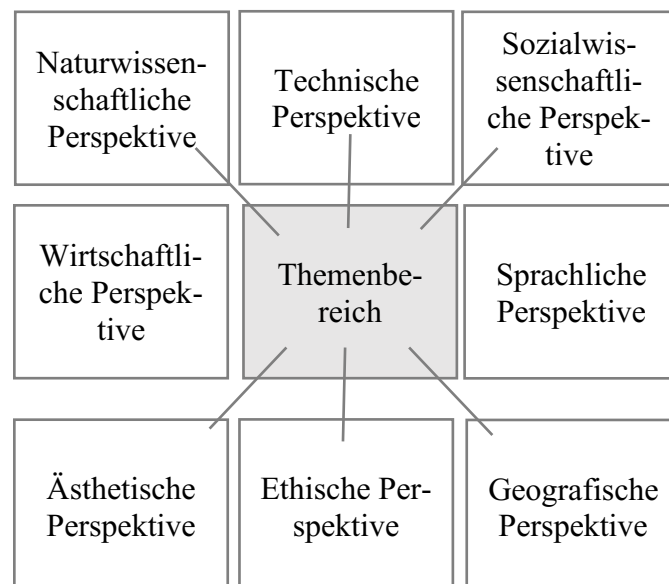 Naturwissen-
schaftliche
Perspektive
Technische
Perspektive
Sozialwis-
senschaftli-
che Perspek-
tive
Wirtschaftli-
che Perspek-
tive
Themenbe-
reich
Sprachliche
Perspektive
Ästhetische
Perspektive
Ethische Per-
spektive
Geografische
Perspektive